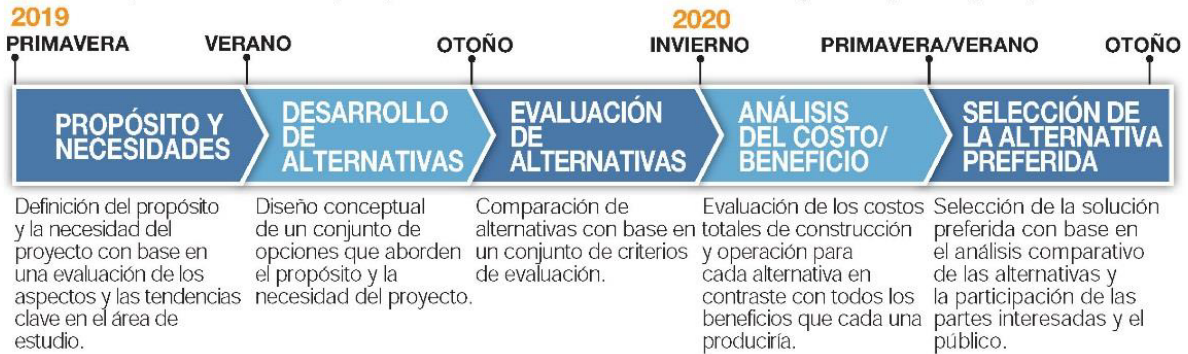 2019
PRIMAVERA
VERANO
OTOÑO
2020
INVIERNO
PRIMAVERA/VERANO
OTOÑO
PROPÓSITO Y
NECESIDADES
DESARROLLO
DE
ALTERNATIVAS
EVALUACIÓN
DE
ALTERNATIVAS
ANÁLISIS
DEL COSTO/
BENEFICIO
SELECCIÓN DE
LA ALTERNATIVA
PREFERIDA
Definición del propósito
y la necesidad del
proyecto con base en
una evaluación de los
aspectos y las tendencias
clave en el área de
estudio.
Diseño conceptual
de un conjunto de
opciones que aborden
el propósito y la
necesidad del proyecto.
Comparación de
alternativas con base en
un conjunto de criterios
de evaluación.
Evaluación de los costos
totales de construcción
y operación para
cada alternativa en
contraste con todos los
beneficios que cada una
produciría.
Selección de la solución
preferida con base en
el análisis comparativo
de las alternativas y
la participación de las
partes interesadas y el
público.